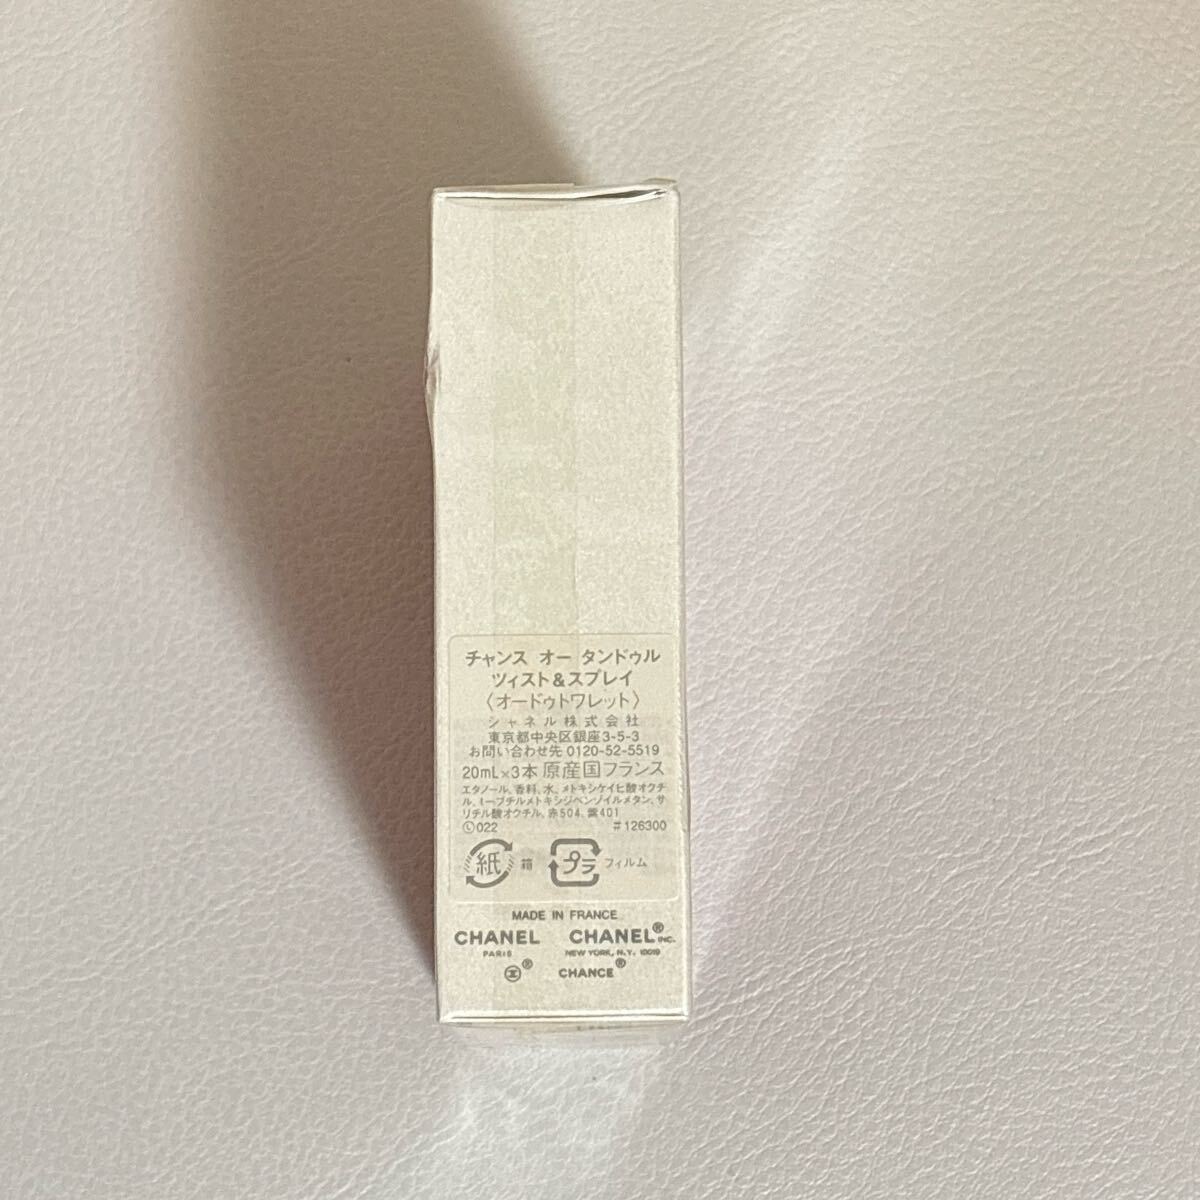 チャンス オー タンドゥル
ツィスト&スプレイ
〈オードゥトワレット〉
シャネル株式会社
東京都中央区銀座3-5-3
お問い合わせ先 0120-52-5519
20mL×3本 原産国フランス
エタノール、香料、水、メトキシケイヒ酸オクチ
ル、t-ブチルメトキシジベンゾイルメタン、サ
リチル酸オクチル、赤504、紫401
Ⓛ022 #126300
紙 箱 プラ フィルム
MADE IN FRANCE
CHANEL CHANEL® INC.
PARIS NEW YORK, N.Y. 10019
® CHANCE®